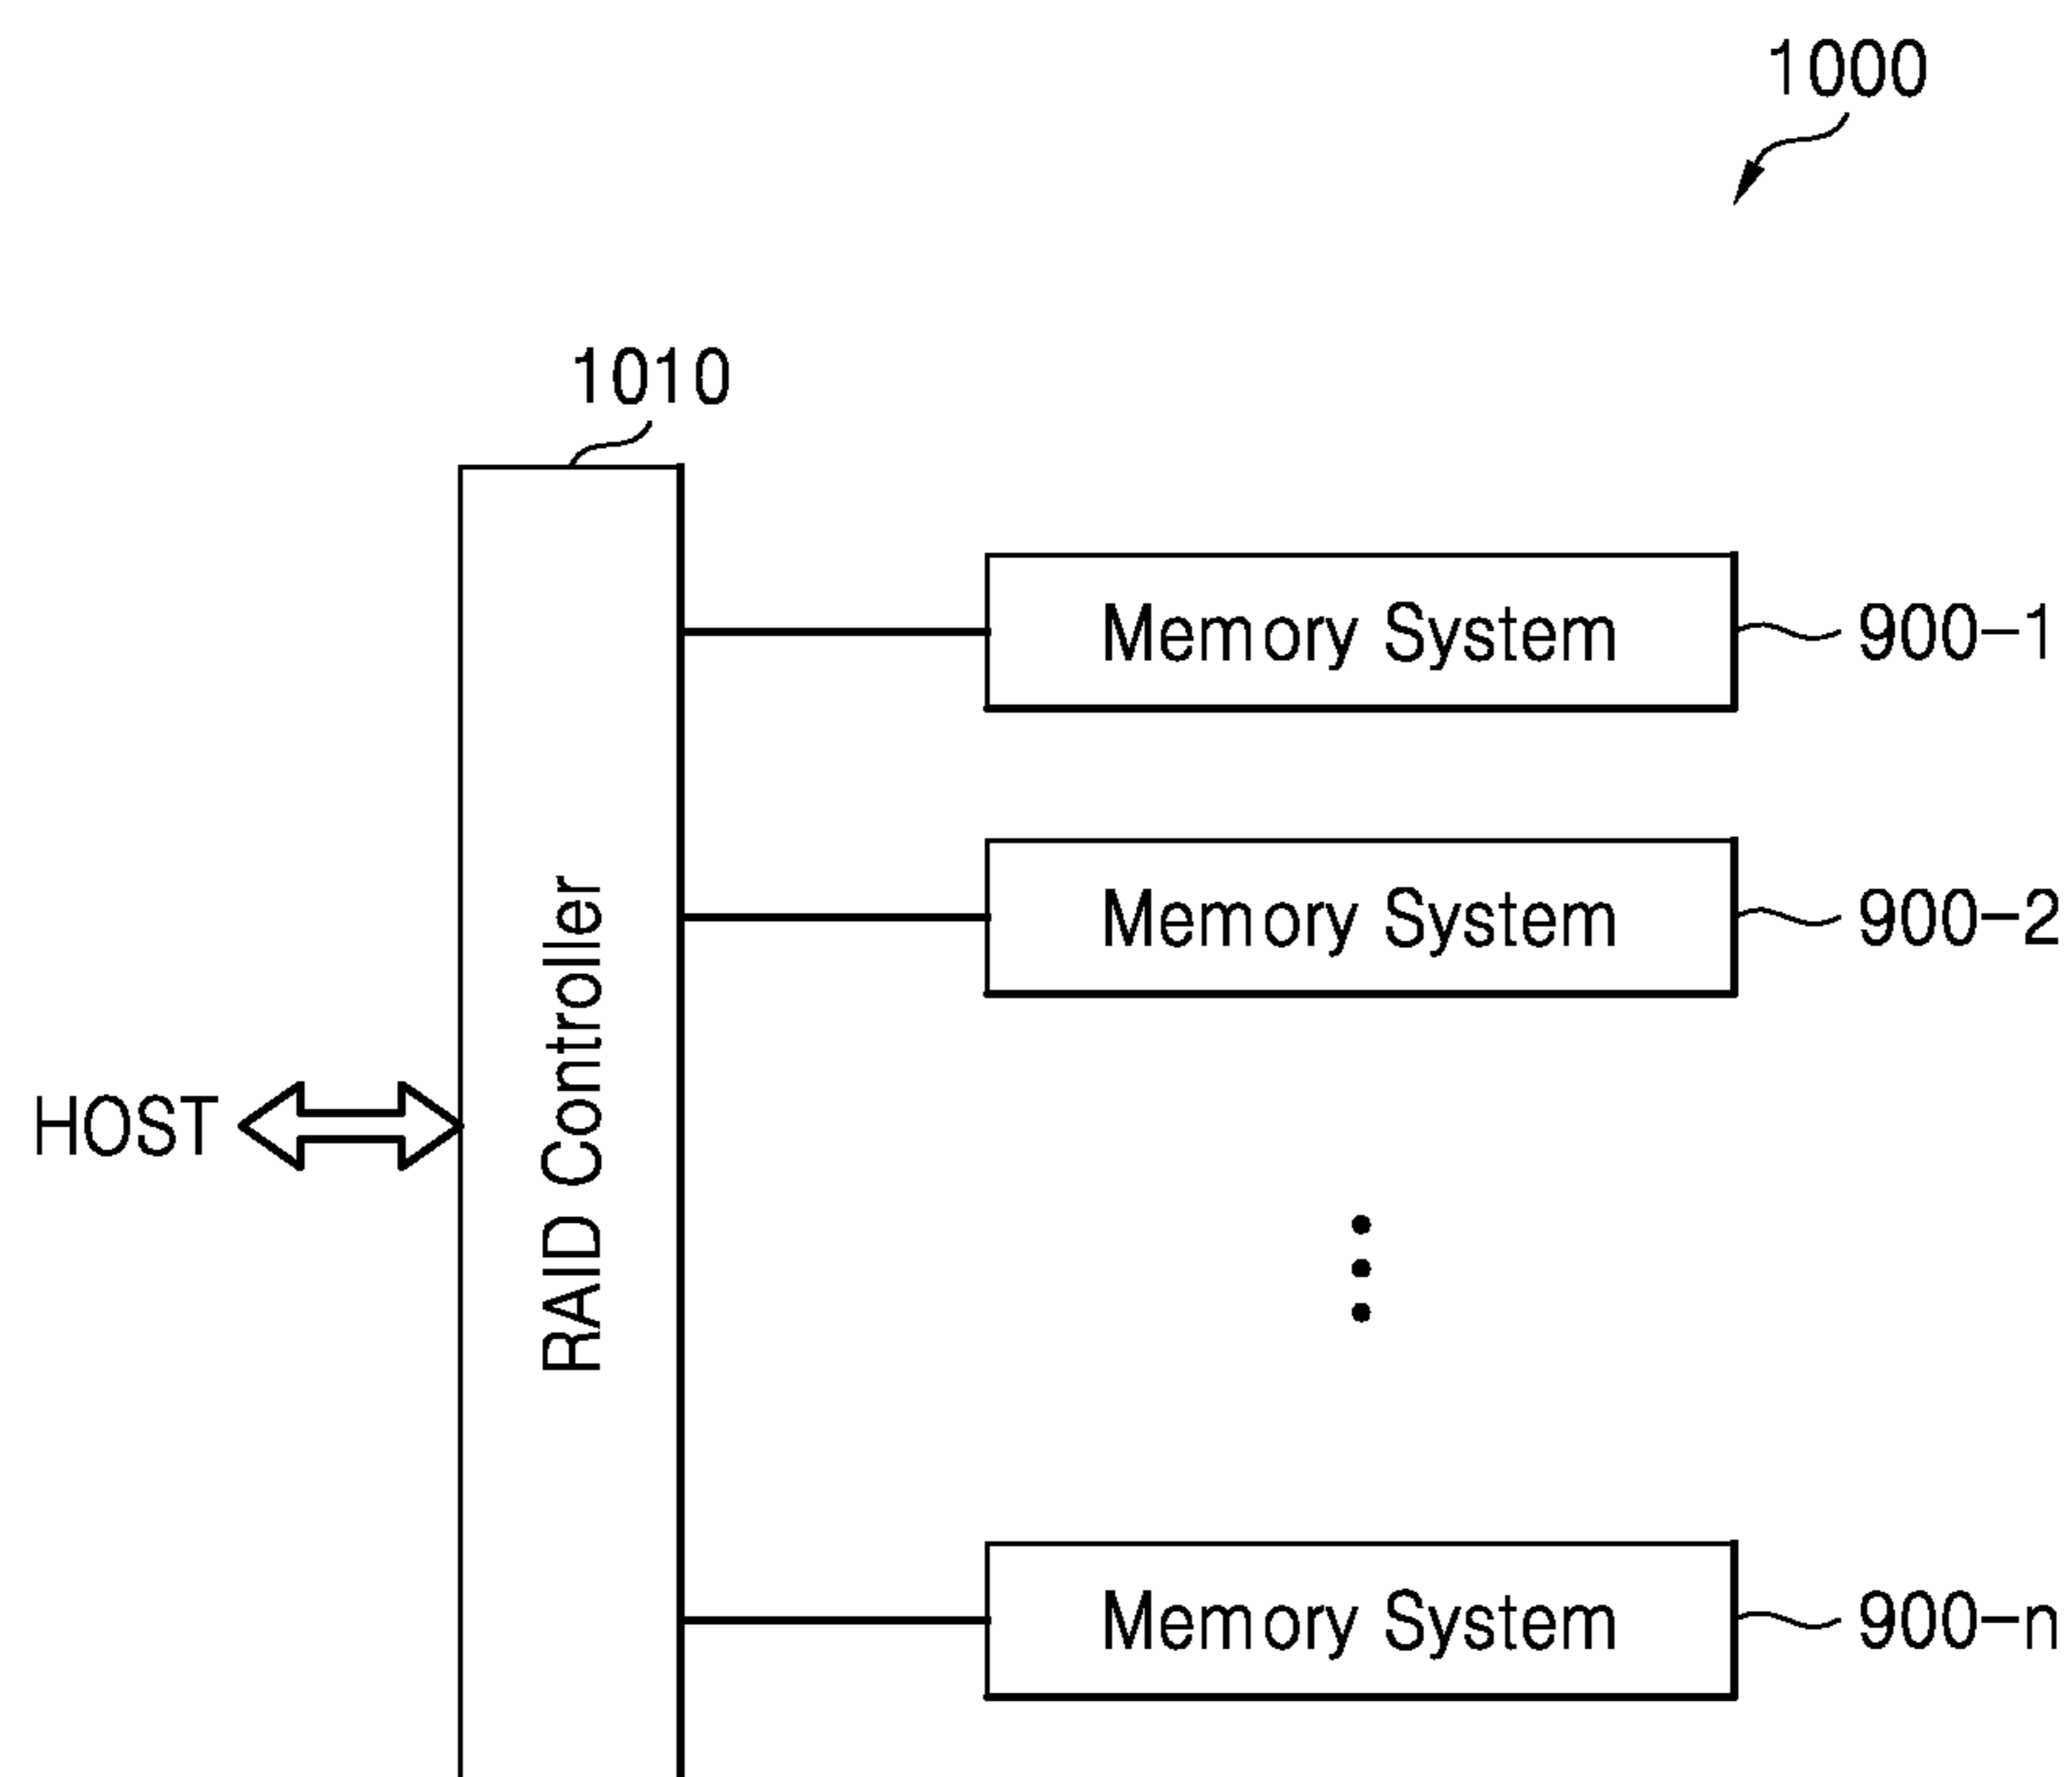 1000
1010
Memory System 900-1
Memory System 900-2
RAID Controller
HOST
Memory System 900-n